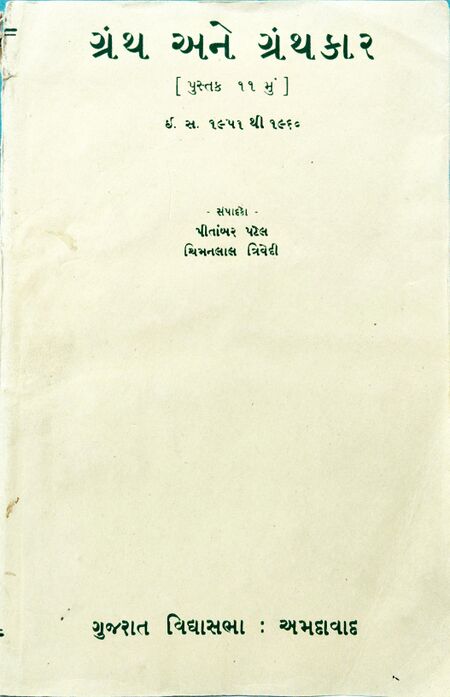 ગ્રંથ અને ગ્રંથકાર
[ પુસ્તક ૧૧ મું ]
ઇ. સ. ૧૯૫૧ થી ૧૯૬૦
- સંપાદકો -
પીતાંબર પટેલ
ચિમનલાલ ત્રિવેદી
ગુજરાત વિદ્યાસભા : અમદાવાદ